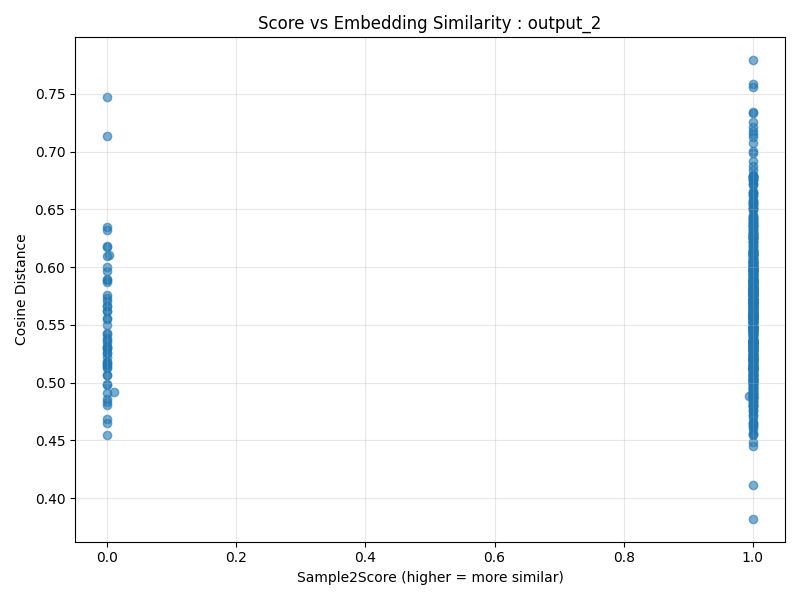 Score vs Embedding Similarity : output_2
Cosine Distance
0.75
0.70
0.65
0.60
0.55
0.50
0.45
0.40
0.0 0.2 0.4 0.6 0.8 1.0
Sample2Score (higher = more similar)